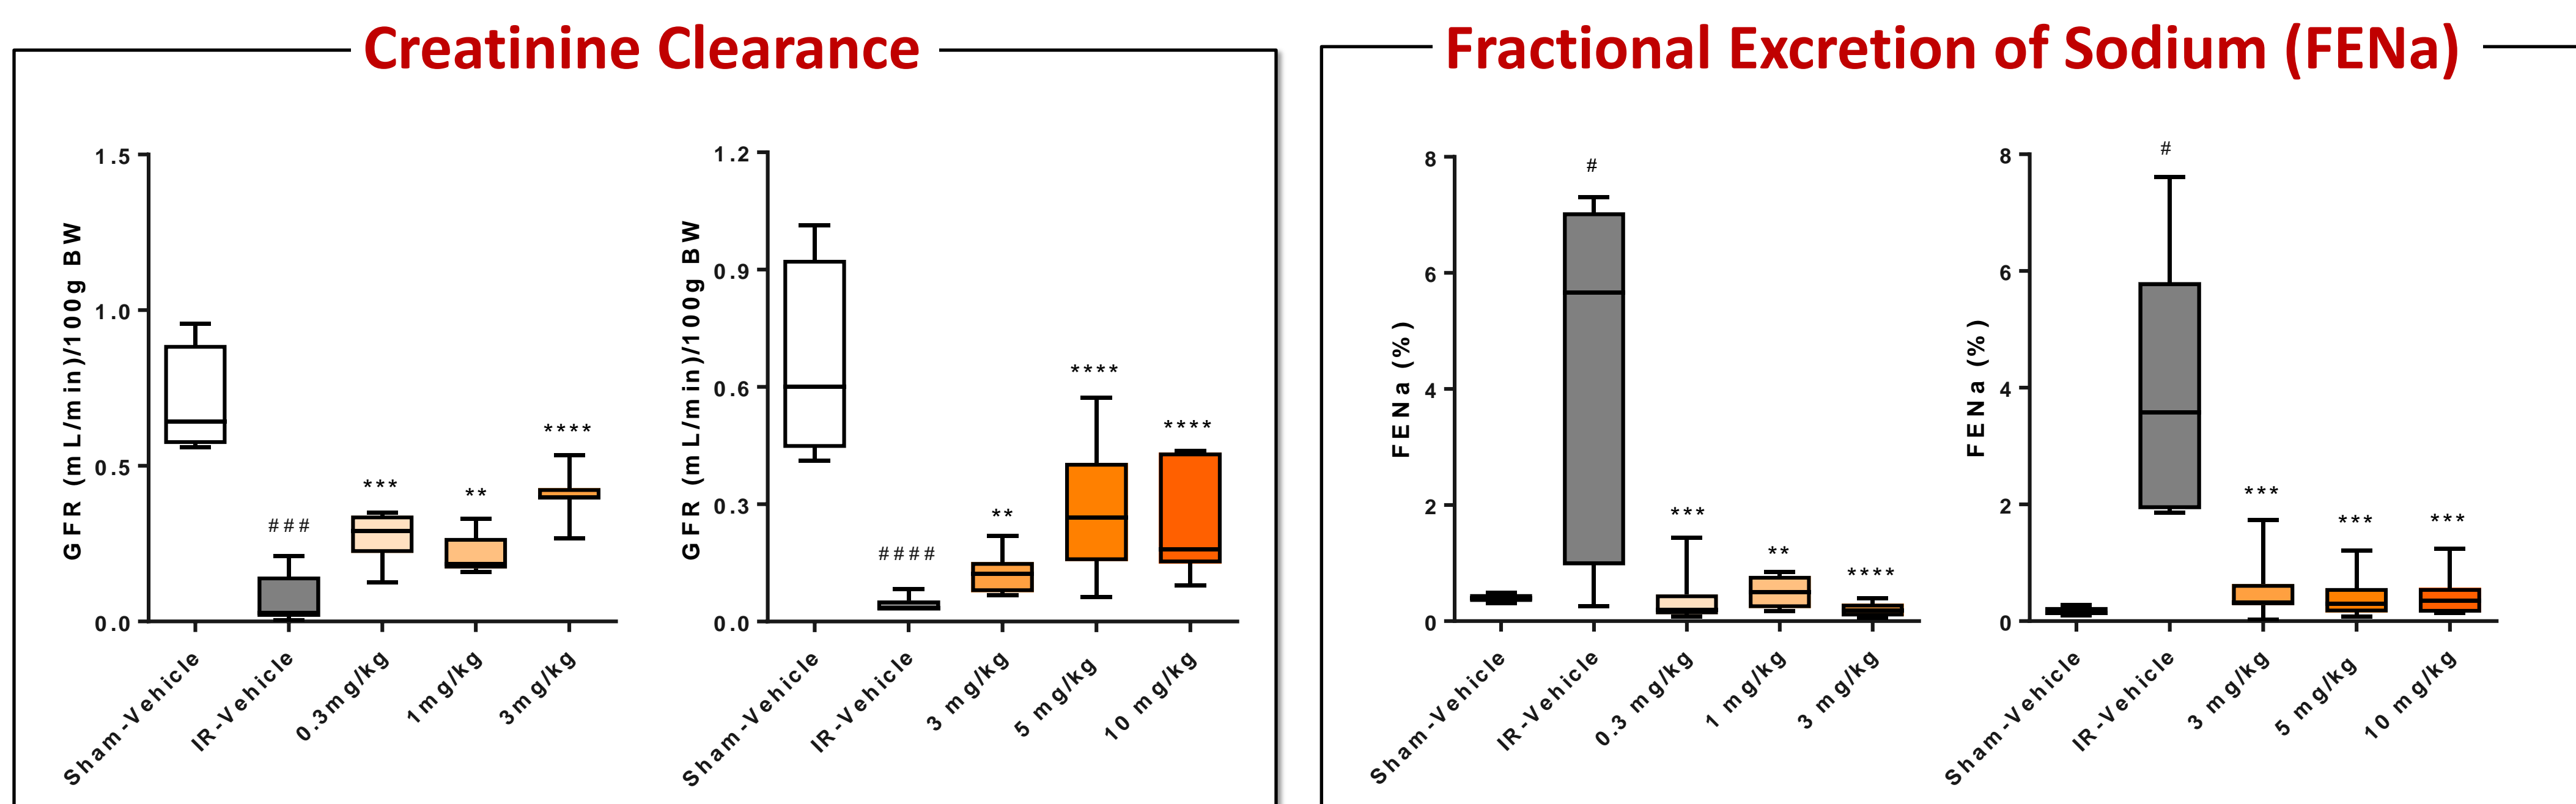 Creatinine Clearance
GFR (mL/min)/100g BW
1.5
1.0
0.5
0.0
###
***
**
****
Sham-Vehicle
IR-Vehicle
0.3mg/kg
1mg/kg
3mg/kg
GFR (mL/min)/100g BW
1.2
0.9
0.6
0.3
0.0
####
**
****
****
Sham-Vehicle
IR-Vehicle
3 mg/kg
5 mg/kg
10 mg/kg
Fractional Excretion of Sodium (FENa)
FENa (%)
8
6
4
2
0
#
***
**
****
Sham-Vehicle
IR-Vehicle
0.3 mg/kg
1 mg/kg
3 mg/kg
FENa (%)
8
6
4
2
0
#
***
***
***
Sham-Vehicle
IR-Vehicle
3 mg/kg
5 mg/kg
10 mg/kg